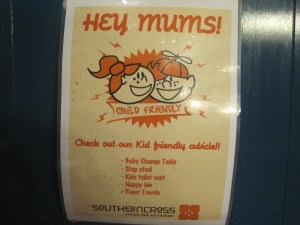 HEY MUMS!
CHILD FRIENDLY
Check out our Kid friendly cubicle!!
- Baby Change Table
- Step stool
- Kids toilet seat
- Nappy bin
- Paper Towels
SOUTHERNCROSS